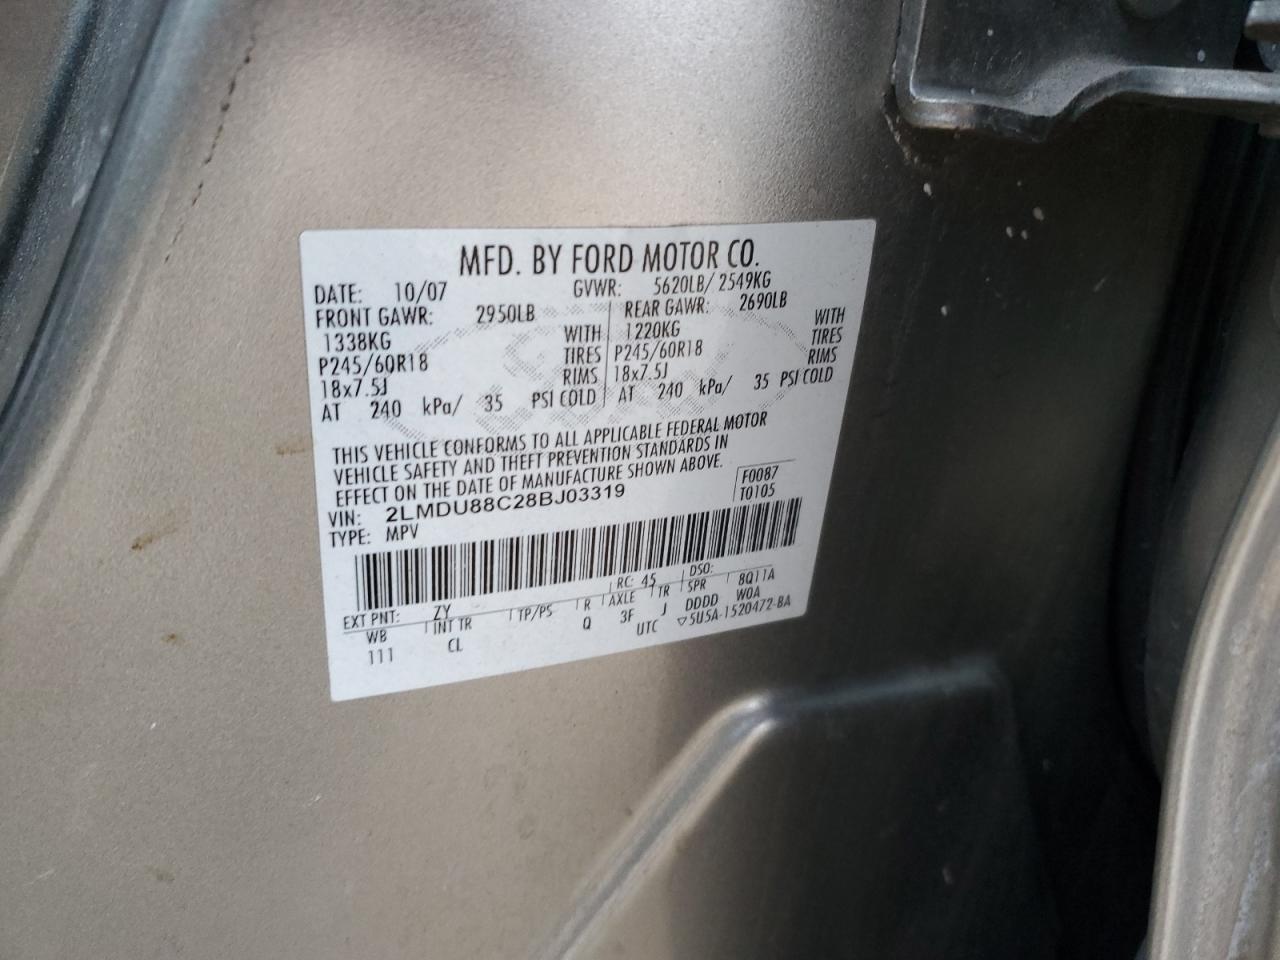 MFD. BY FORD MOTOR CO.
DATE: 10/07 GVWR: 5620LB/ 2549KG
FRONT GAWR: 2950LB REAR GAWR: 2690LB
1338KG WITH 1220KG WITH
P245/60R18 TIRES P245/60R18 TIRES
18x7.5J RIMS 18x7.5J RIMS
AT 240 kPa/ 35 PSI COLD AT 240 kPa/ 35 PSI COLD
THIS VEHICLE CONFORMS TO ALL APPLICABLE FEDERAL MOTOR
VEHICLE SAFETY AND THEFT PREVENTION STANDARDS IN
EFFECT ON THE DATE OF MANUFACTURE SHOWN ABOVE.
F0087
T0105
VIN: 2LMDU88C28BJ03319
TYPE: MPV
EXT PNT: ZY RC: 45 DSO:
WB INT TR TP/PS R AXLE TR SPR 8Q11A
111 CL Q 3F J DDDD W0A
UTC ▽5U5A-1520472-BA